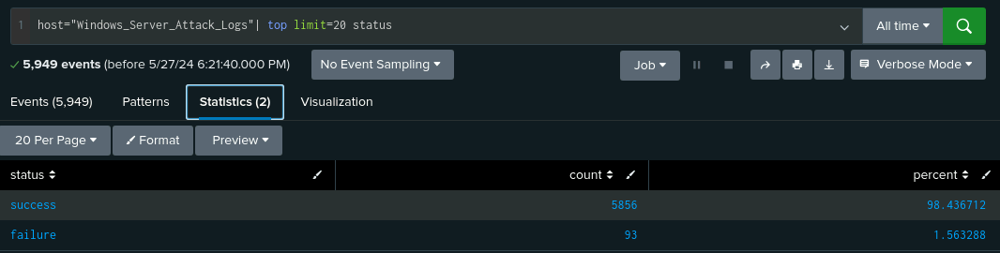 1 host="Windows_Server_Attack_Logs"| top limit=20 status
All time
5,949 events (before 5/27/24 6:21:40.000 PM)
No Event Sampling
Job
Verbose Mode
Events (5,949)
Patterns
Statistics (2)
Visualization
20 Per Page
Format
Preview
status
count
percent
success
5856
98.436712
failure
93
1.563288